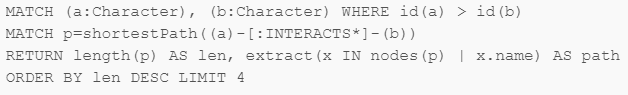 MATCH (a:Character), (b:Character) WHERE id(a) > id(b)
MATCH p=shortestPath((a)-[:INTERACTS*]-(b))
RETURN length(p) AS len, extract(x IN nodes(p) | x.name) AS path
ORDER BY len DESC LIMIT 4